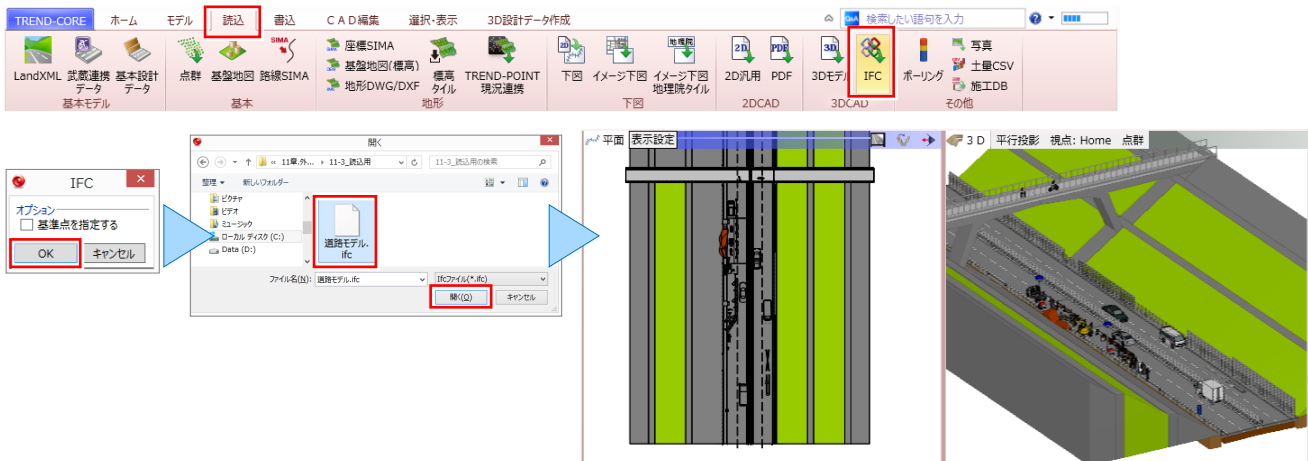 TREND-CORE ホーム モデル 読込 書込 CAD編集 選択・表示 3D設計データ作成 Q&A 検索したい語句を入力
LandXML 武蔵連携データ 基本設計データ
基本モデル
点群 基盤地図 路線SIMA
基本
座標SIMA
基盤地図(標高)
地形DWG/DXF
標高タイル TREND-POINT現況連携
地形
下図 イメージ下図 イメージ下図地理院タイル
下図
2D汎用 PDF
2DCAD
3Dモデル IFC
3DCAD
ボーリング
写真
土量CSV
施工DB
その他
IFC
オプション
基準点を指定する
OK キャンセル
開く
« 11章.外... 11-3_読込用 11-3_読込用の検索
整理 新しいフォルダー
ピクチャ
ビデオ
ミュージック
ローカル ディスク (C:)
Data (D:)
道路モデル.
ifc
ファイル名(N): 道路モデル.ifc Ifcファイル(*.ifc)
開く(O) キャンセル
平面 表示設定
3D 平行投影 視点: Home 点群